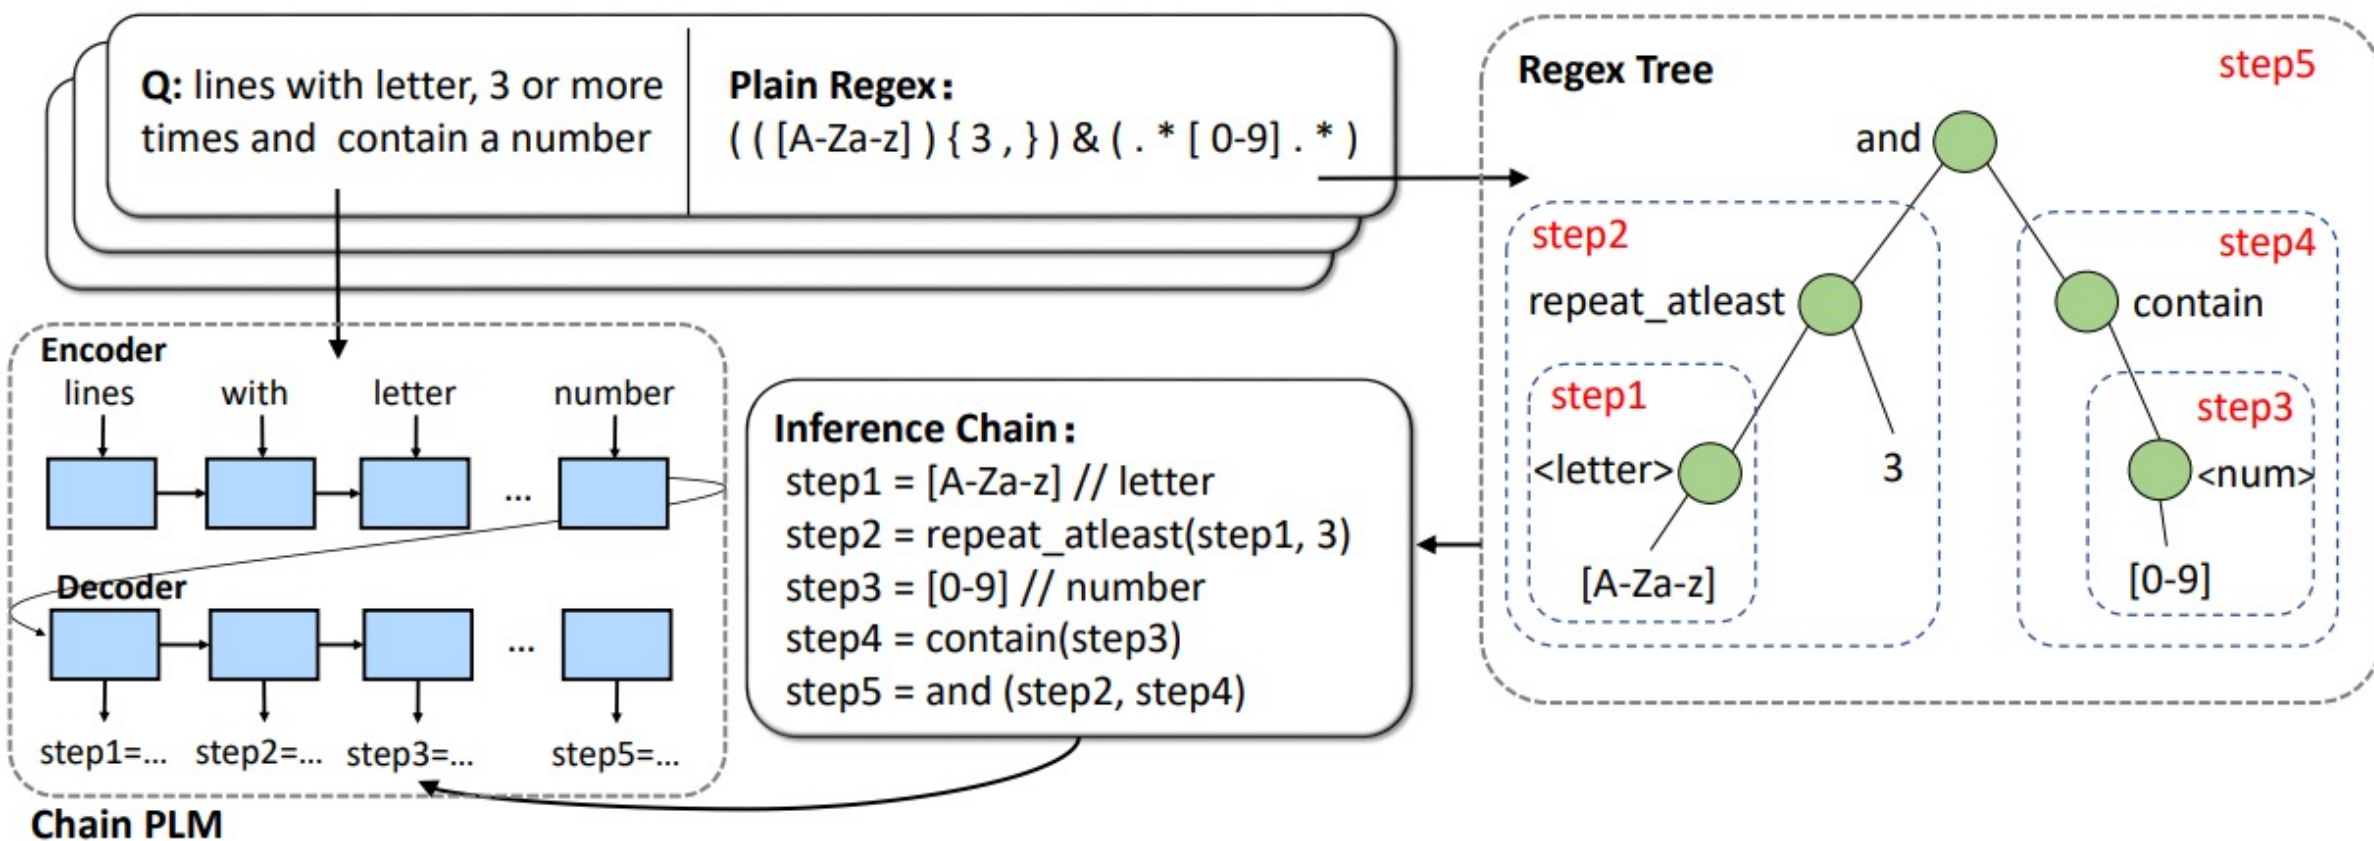 Q: lines with letter, 3 or more
times and contain a number
Plain Regex:
( ( [A-Za-z] ) { 3 , } ) & ( . * [ 0-9] . * )
Regex Tree
step5
and
step2
step4
repeat_atleast
contain
step1
step3
<letter>
3
<num>
[A-Za-z]
[0-9]
Encoder
lines with letter number
...
Decoder
...
step1=... step2=... step3=... step5=...
Chain PLM
Inference Chain:
step1 = [A-Za-z] // letter
step2 = repeat_atleast(step1, 3)
step3 = [0-9] // number
step4 = contain(step3)
step5 = and (step2, step4)